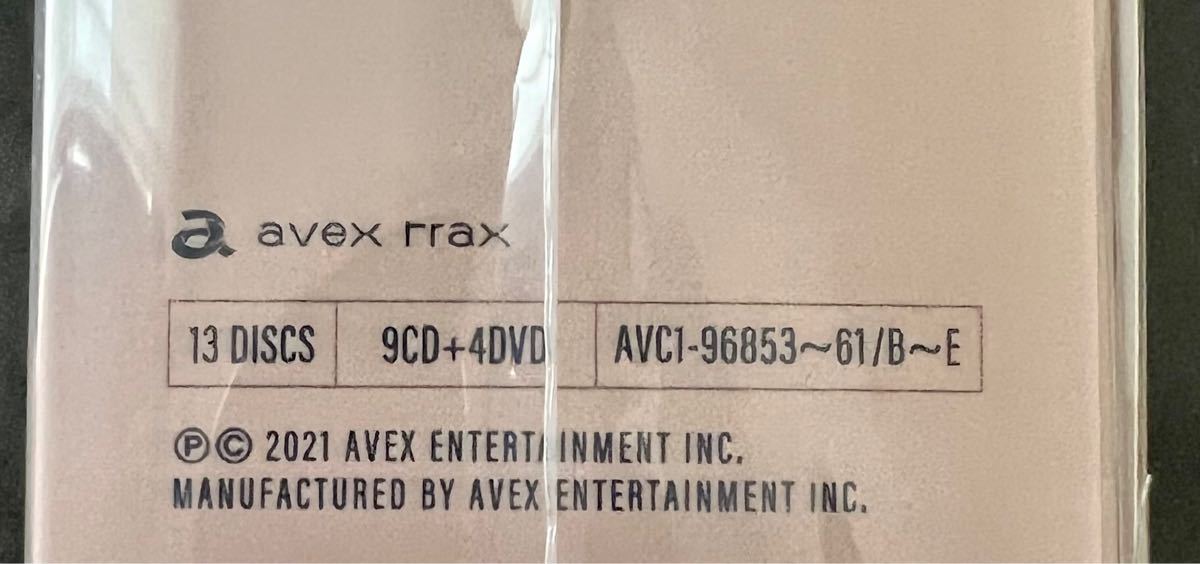 a avex trax
13 DISCS 9CD+4DVD AVC1-96853～61/B～E
Ⓟ© 2021 AVEX ENTERTAINMENT INC.
MANUFACTURED BY AVEX ENTERTAINMENT INC.